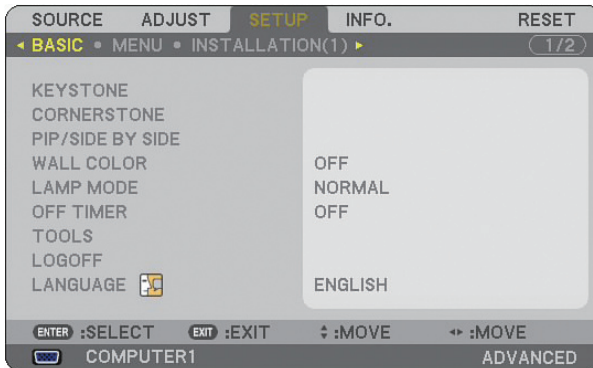 SOURCE ADJUST SETUP INFO. RESET
BASIC • MENU • INSTALLATION(1) 1/2
KEYSTONE
CORNERSTONE
PIP/SIDE BY SIDE
WALL COLOR OFF
LAMP MODE NORMAL
OFF TIMER OFF
TOOLS
LOGOFF
LANGUAGE ENGLISH
ENTER :SELECT EXIT :EXIT :MOVE :MOVE
COMPUTER1 ADVANCED